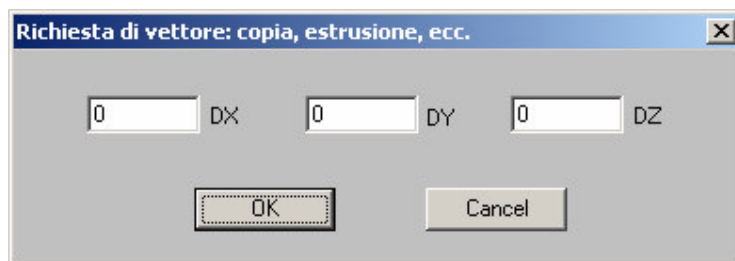 Richiesta di vettore: copia, estrusione, ecc.
0 DX 0 DY 0 DZ
OK Cancel